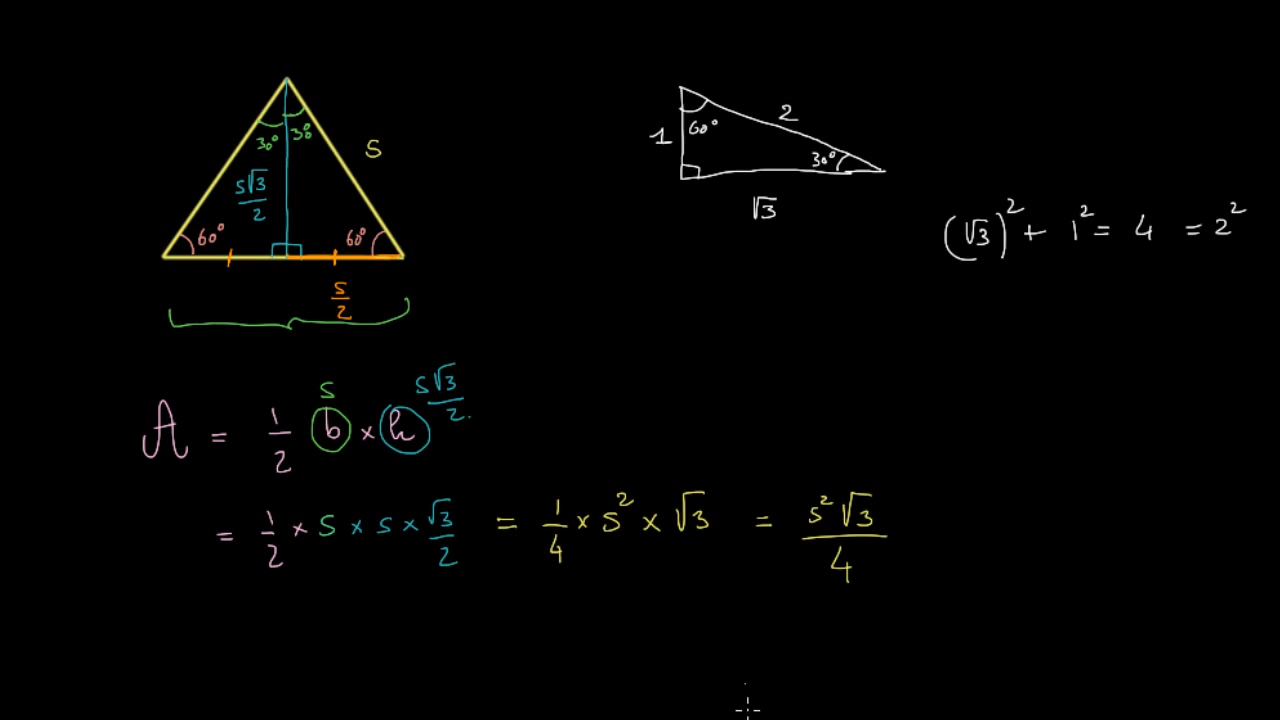 30° 30° s
s√3/2
60° 60°
s/2
1 60° 2 30°
√3
(√3)² + 1² = 4 = 2²
s s√3/2.
A = 1/2 b × h
= 1/2 × s × s × √3/2 = 1/4 × s² × √3 = s²√3/4